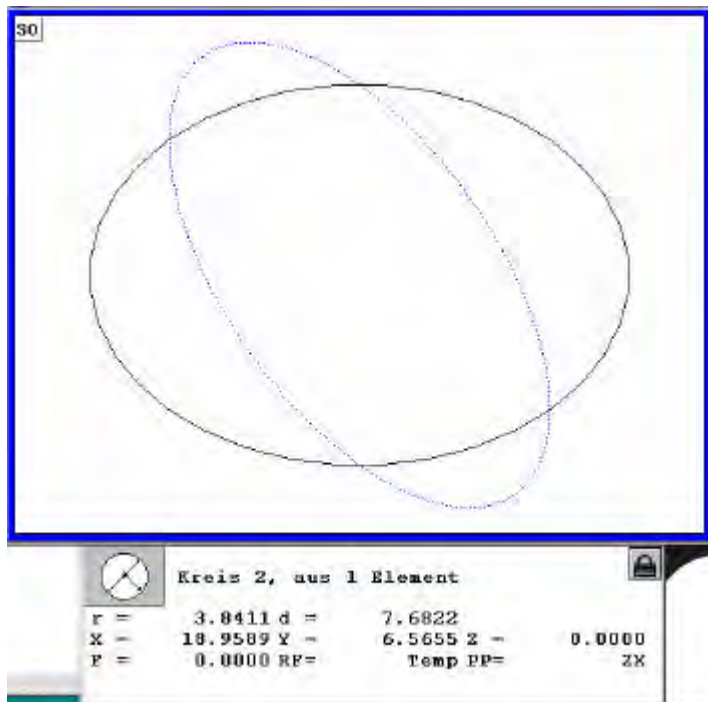 30
Kreis 2, aus 1 Element
r = 3.8411 d = 7.6822
X = 18.9589 Y = 6.5655 Z = 0.0000
F = 0.0000 RF= Temp PP= ZX